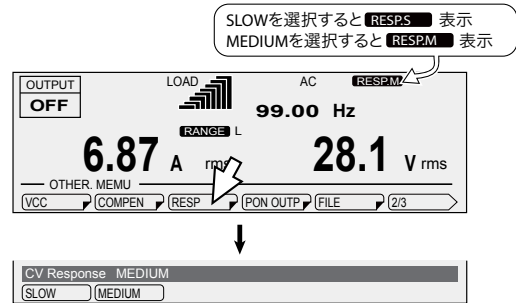 SLOWを選択すると RESP.S 表示
MEDIUMを選択すると RESP.M 表示
OUTPUT LOAD AC RESP.M
OFF 99.00 Hz
RANGE L
6.87 A rms 28.1 V rms
OTHER. MEMU
VCC COMPEN RESP PON OUTP FILE 2/3
CV Response MEDIUM
SLOW MEDIUM